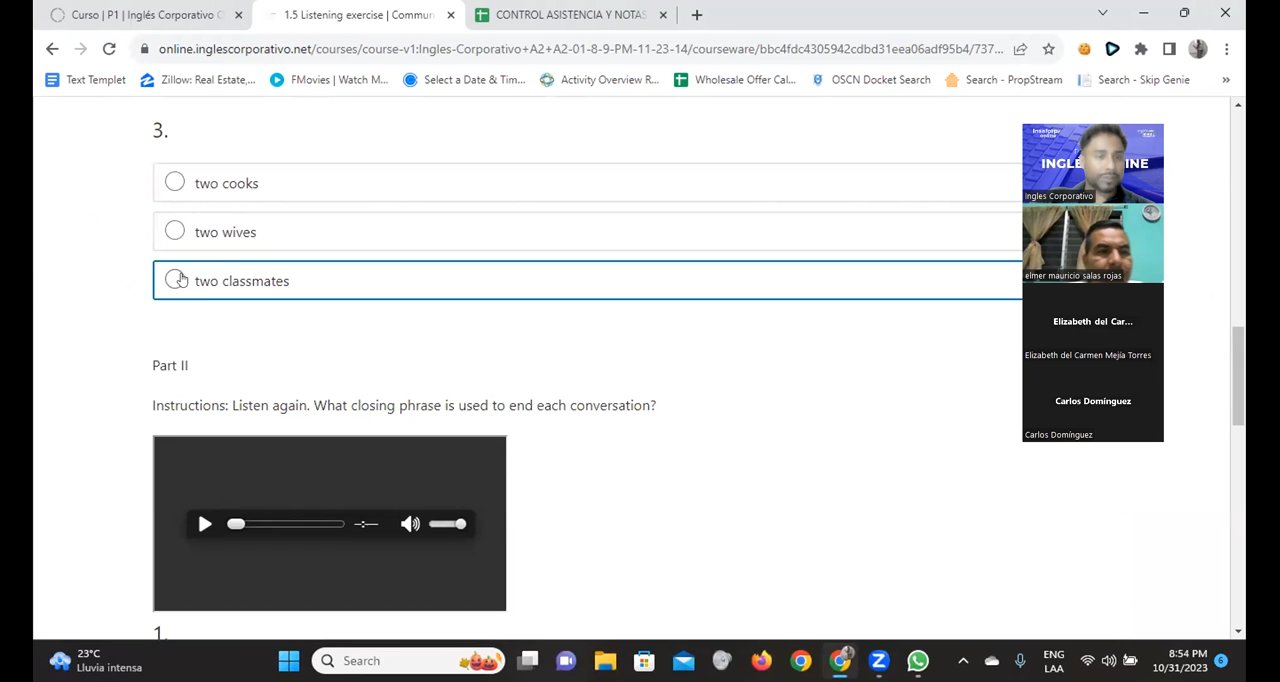 Curso | P1 | Inglés Corporativo
1.5 Listening exercise | Commun
CONTROL ASISTENCIA Y NOTAS
online.inglescorporativo.net/courses/course-v1:Ingles-Corporativo+A2+A2-01-8-9-PM-11-23-14/courseware/bbc4fdc4305942cdbd31eea06adf95b4/737...
Text Templet
Zillow: Real Estate,...
FMovies | Watch M...
Select a Date & Tim...
Activity Overview R...
Wholesale Offer Cal...
OSCN Docket Search
Search - PropStream
Search - Skip Genie
»
3.
two cooks
two wives
two classmates
INGLÉ INE
Ingles Corporativo
elmer mauricio salas rojas
Elizabeth del Car...
Elizabeth del Carmen Mejía Torres
Carlos Domínguez
Carlos Domínguez
Part II
Instructions: Listen again. What closing phrase is used to end each conversation?
1.
23°C
Lluvia intensa
Search
ENG
LAA
8:54 PM
10/31/2023
6